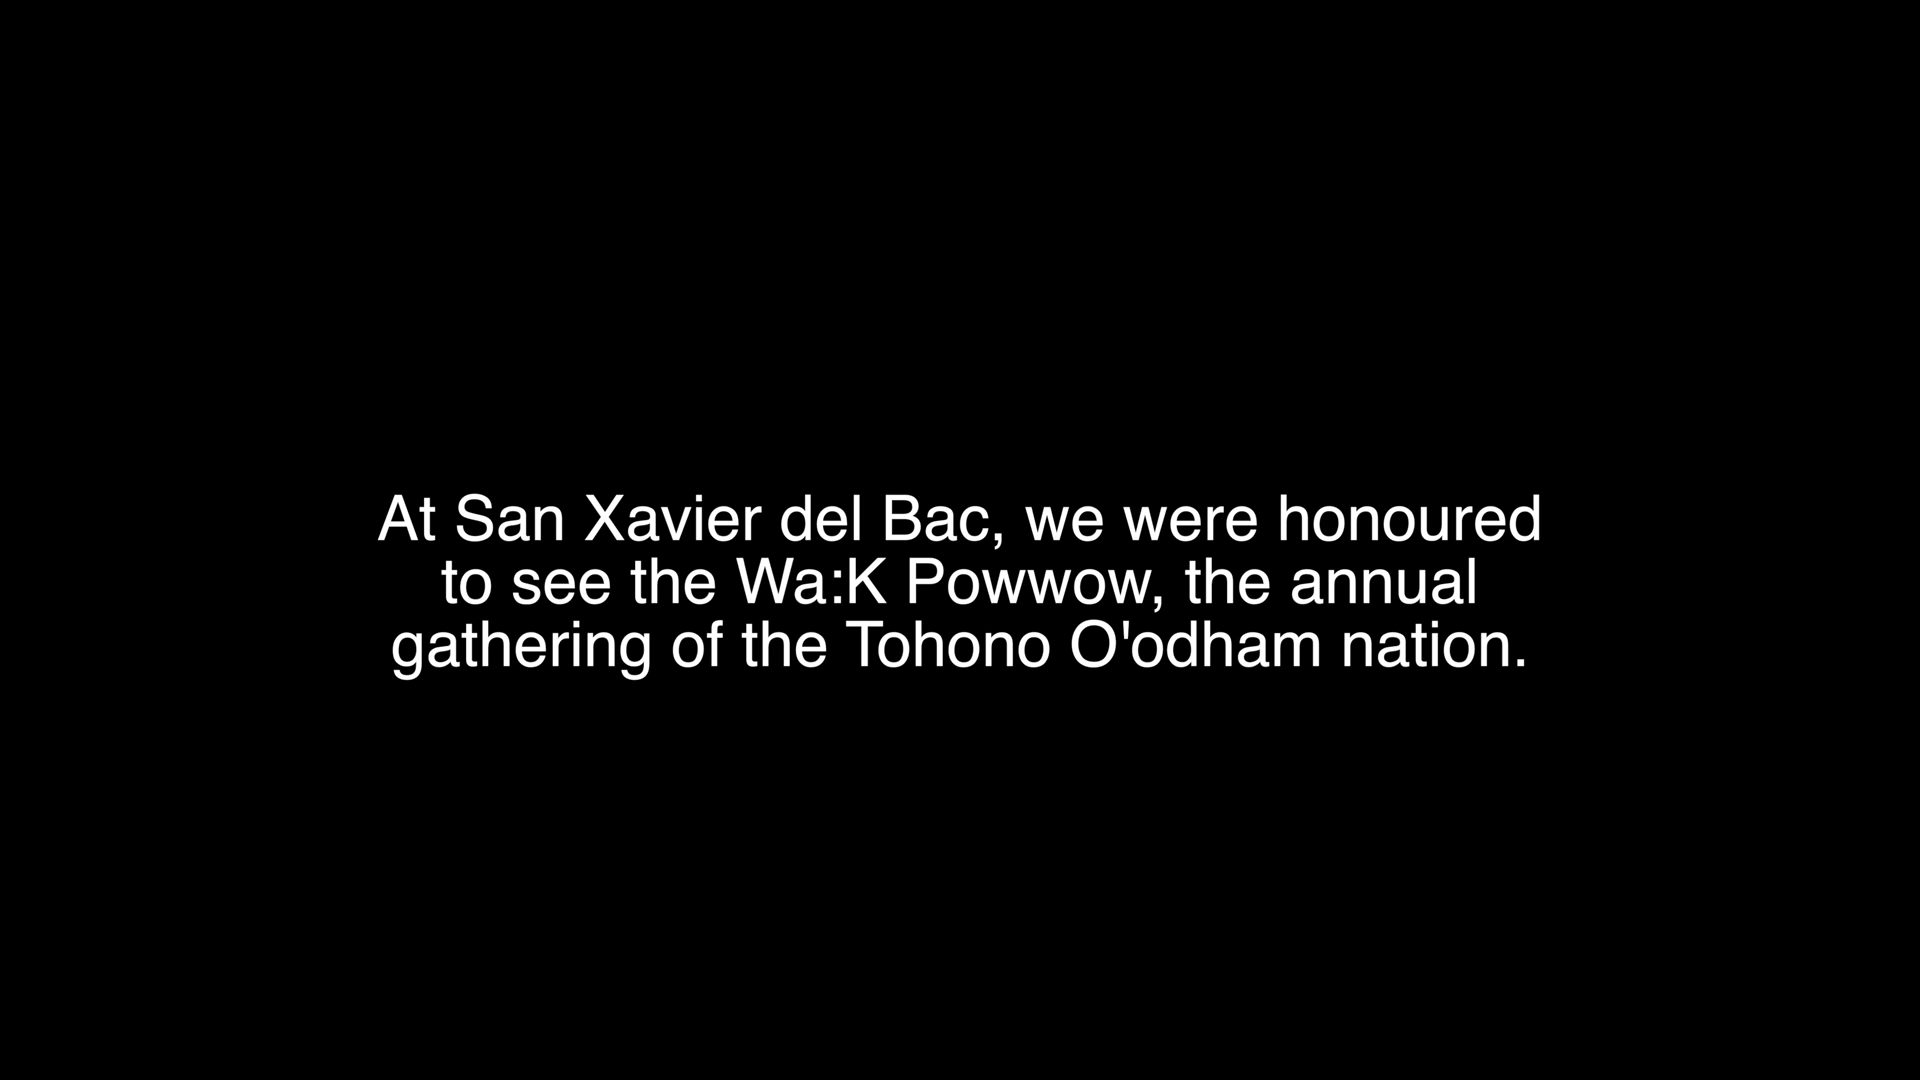 At San Xavier del Bac, we were honoured
to see the Wa:K Powwow, the annual
gathering of the Tohono O'odham nation.